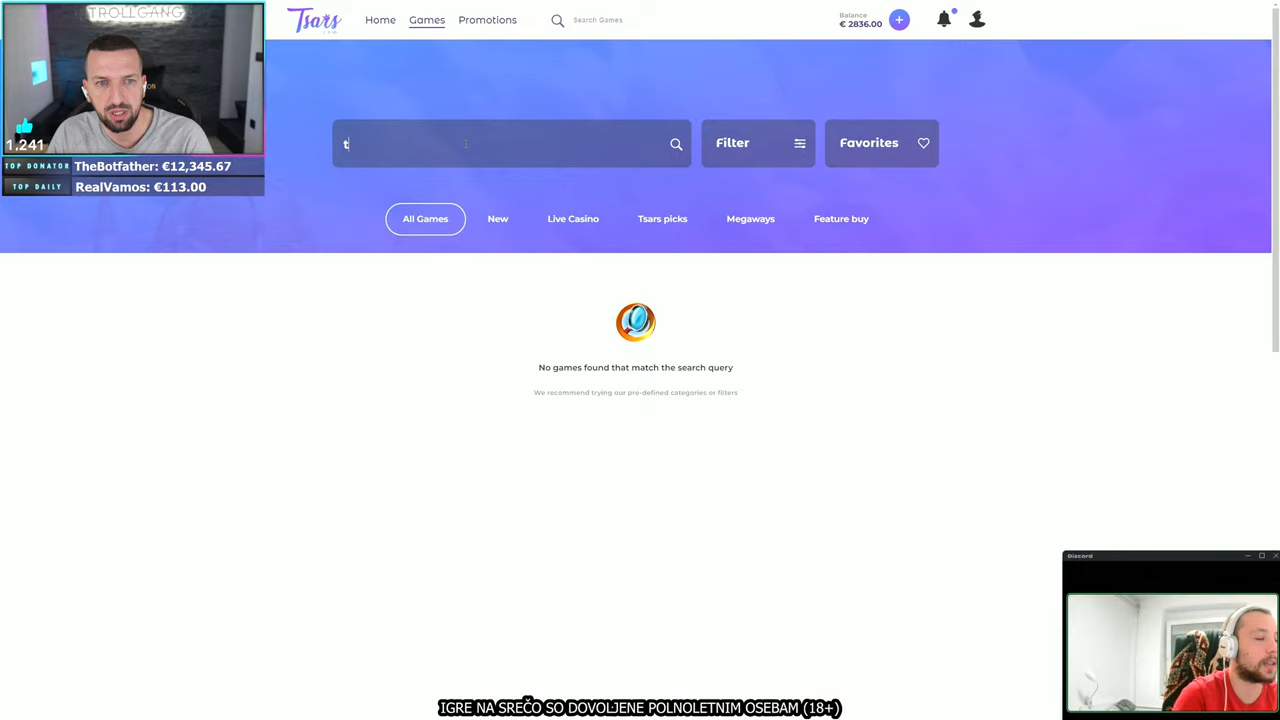 TROLLGANG
ON
1,241
TOP DONATOR TheBotfather: €12,345.67
TOP DAILY RealVamos: €113.00
Tsars
.com
Home Games Promotions Search Games
Balance
€ 2836.00
+
t
Filter
Favorites
All Games New Live Casino Tsars picks Megaways Feature buy
No games found that match the search query
We recommend trying our pre-defined categories or filters
Discord
IGRE NA SREČO SO DOVOLJENE POLNOLETNIM OSEBAM (18+)